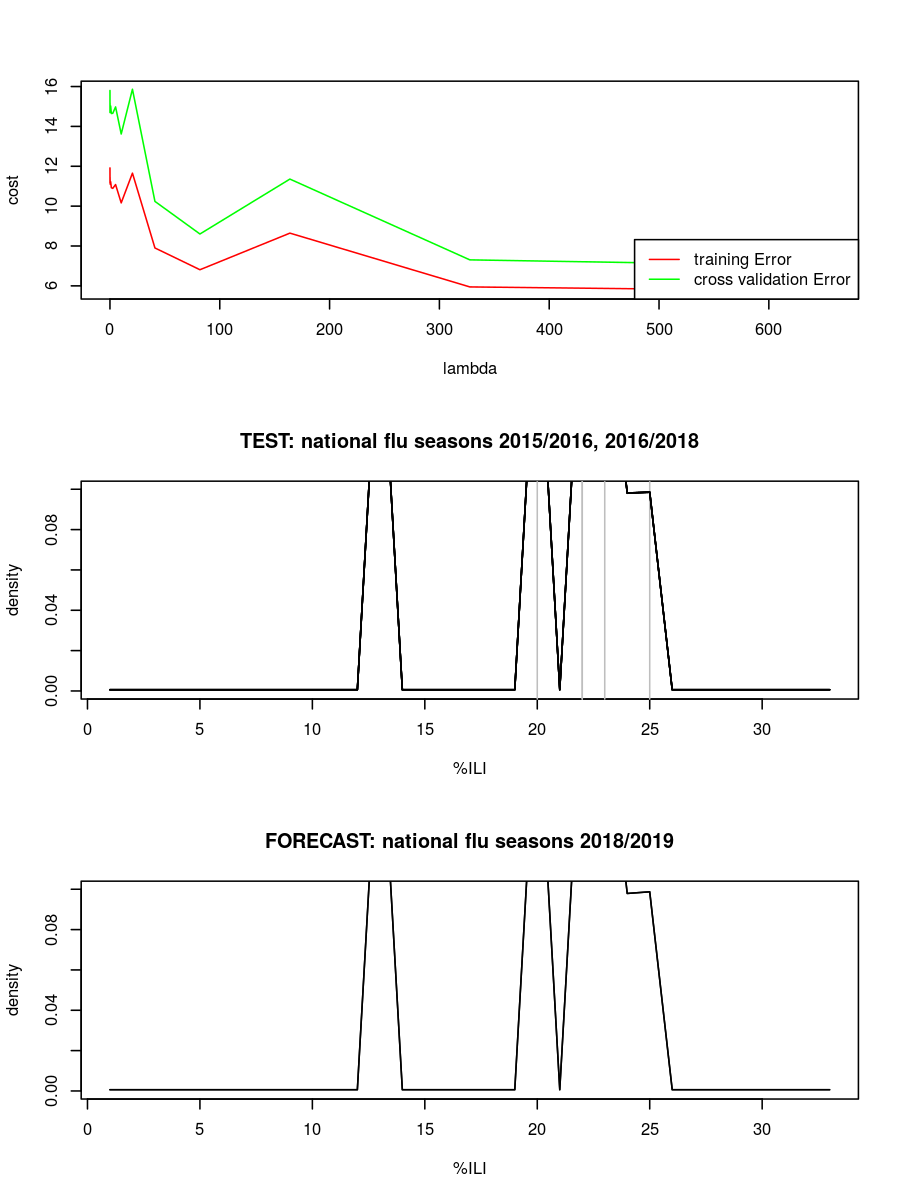 cost
16
14
12
10
8
6
training Error
cross validation Error
0 100 200 300 400 500 600
lambda
TEST: national flu seasons 2015/2016, 2016/2018
density
0.08
0.04
0.00
0 5 10 15 20 25 30
%ILI
FORECAST: national flu seasons 2018/2019
density
0.08
0.04
0.00
0 5 10 15 20 25 30
%ILI